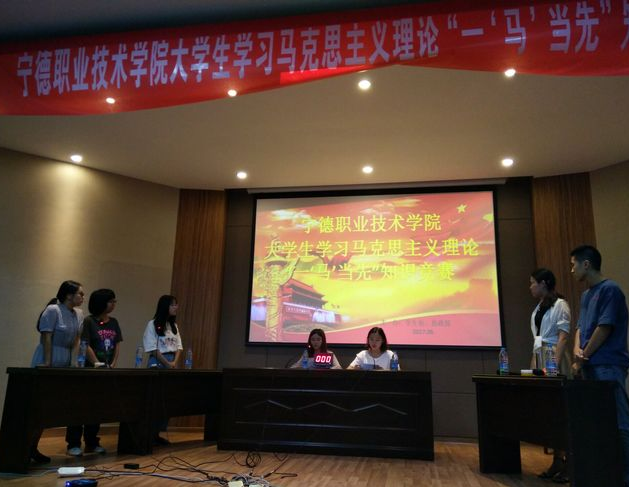 宁德职业技术学院大学生学习马克思主义理论“一‘马’当先”
宁德职业技术学院
大学生学习马克思主义理论
“一‘马’当先”知识竞赛
000